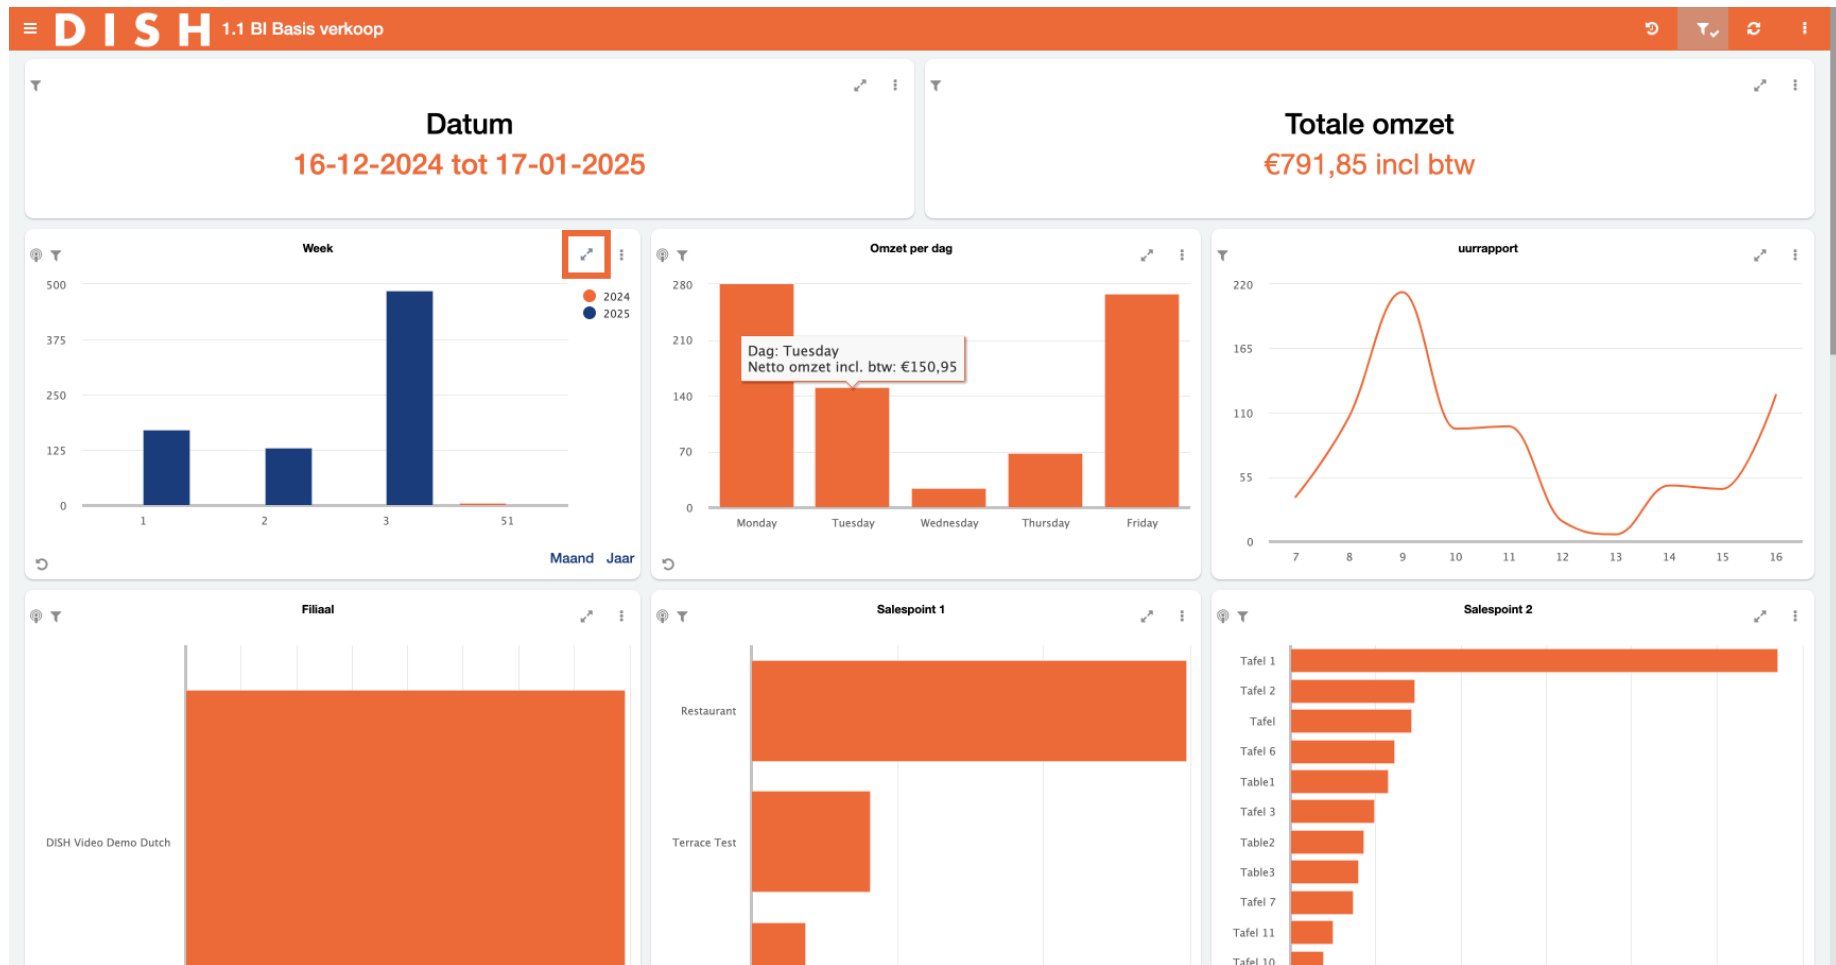 DISH 1.1 BI Basis verkoop
Datum
16-12-2024 tot 17-01-2025
Totale omzet
€791,85 incl btw
Week
500
375
250
125
0
1 2 3 51
2024
2025
Maand Jaar
Omzet per dag
280
210
140
70
0
Dag: Tuesday
Netto omzet incl. btw: €150,95
Monday Tuesday Wednesday Thursday Friday
uurrapport
220
165
110
55
0
7 8 9 10 11 12 13 14 15 16
Filiaal
DISH Video Demo Dutch
Salespoint 1
Restaurant
Terrace Test
Salespoint 2
Tafel 1
Tafel 2
Tafel
Tafel 6
Table1
Tafel 3
Table2
Table3
Tafel 7
Tafel 11
Tafel 10